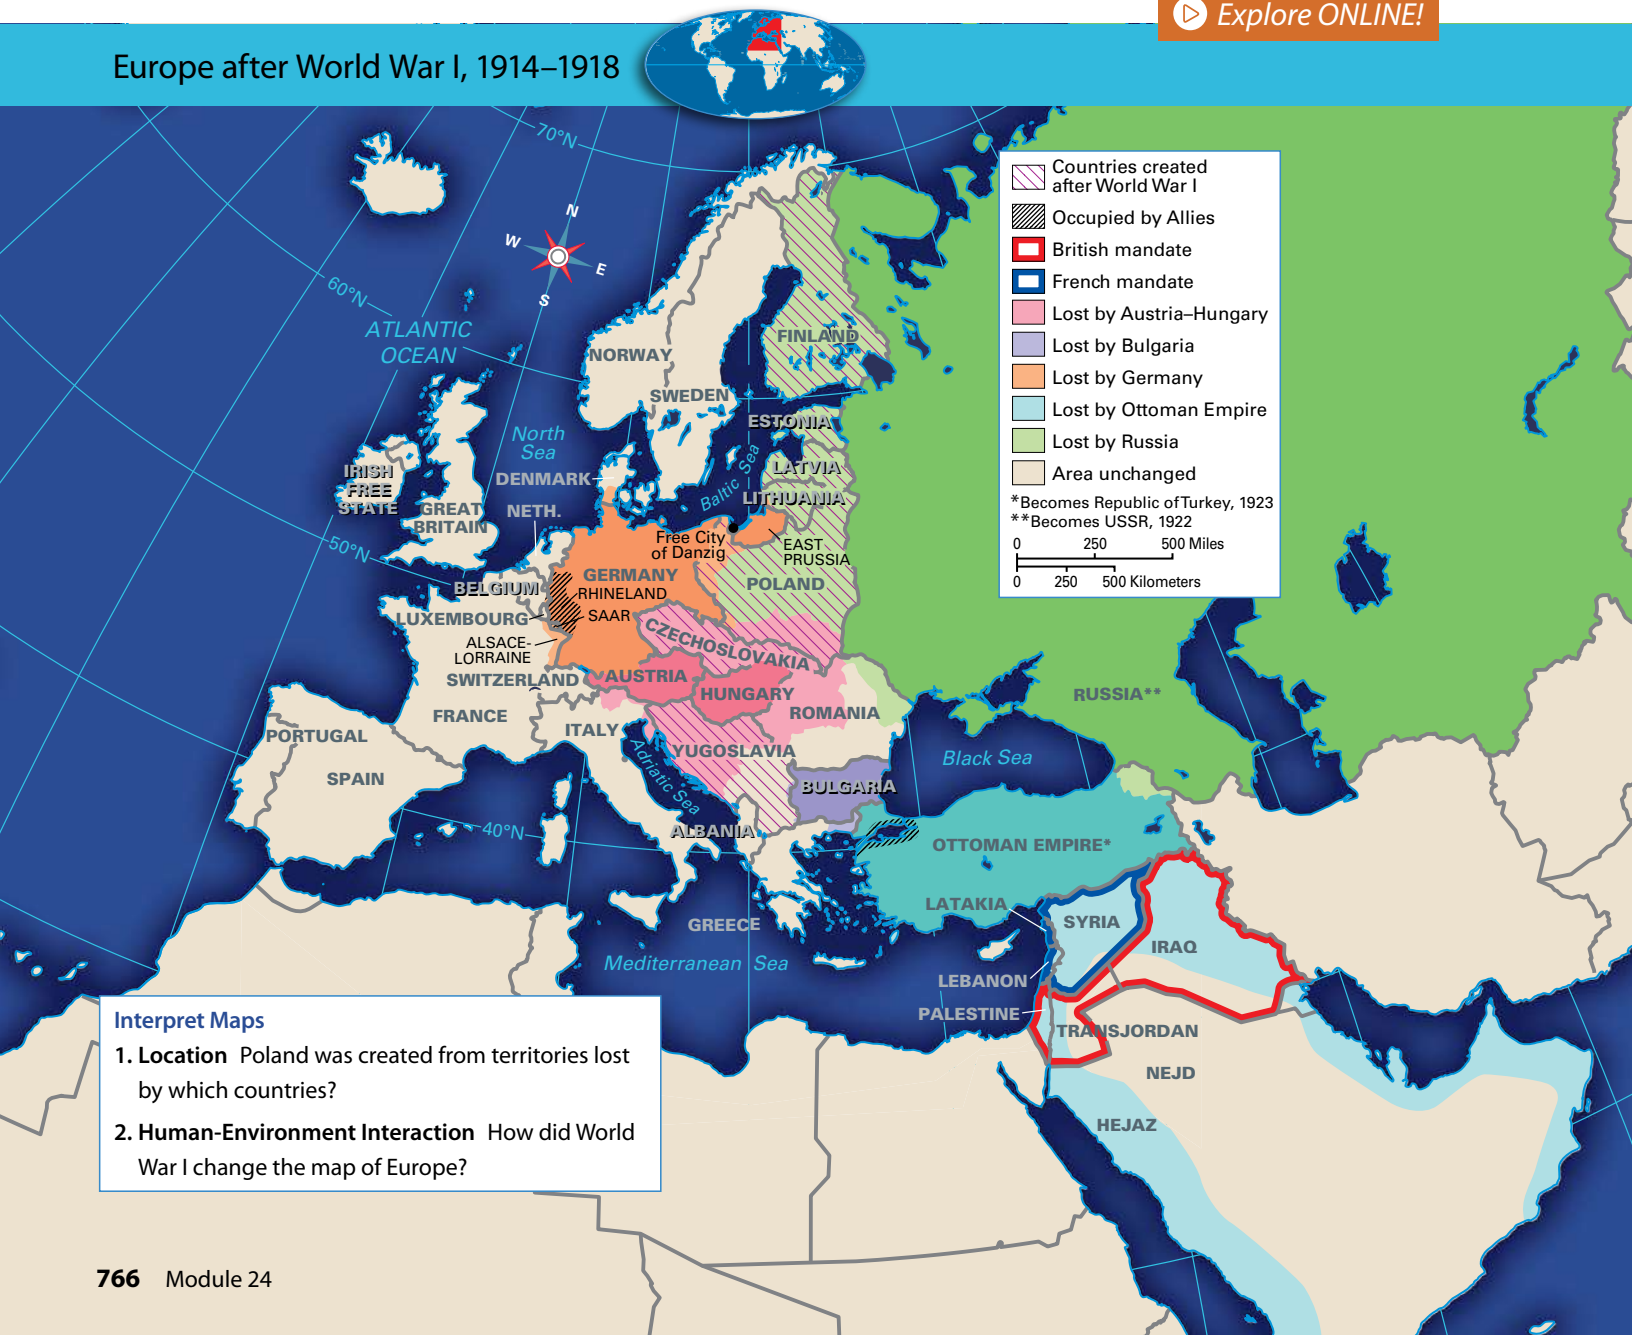 Explore ONLINE!
Europe after World War I, 1914–1918
70°N
60°N
50°N
40°N
N
W
E
S
ATLANTIC
OCEAN
Countries created
after World War I
Occupied by Allies
British mandate
French mandate
Lost by Austria–Hungary
Lost by Bulgaria
Lost by Germany
Lost by Ottoman Empire
Lost by Russia
Area unchanged
*Becomes Republic of Turkey, 1923
**Becomes USSR, 1922
0 250 500 Miles
0 250 500 Kilometers
NORWAY
SWEDEN
FINLAND
ESTONIA
LATVIA
LITHUANIA
North
Sea
Baltic Sea
DENMARK
NETH.
IRISH
FREE
STATE
GREAT
BRITAIN
Free City
of Danzig
EAST
PRUSSIA
BELGIUM
GERMANY
RHINELAND
SAAR
POLAND
LUXEMBOURG
ALSACE-
LORRAINE
CZECHOSLOVAKIA
SWITZERLAND
AUSTRIA
HUNGARY
ROMANIA
RUSSIA**
FRANCE
ITALY
YUGOSLAVIA
PORTUGAL
SPAIN
Adriatic Sea
Black Sea
BULGARIA
ALBANIA
OTTOMAN EMPIRE*
GREECE
Mediterranean Sea
LATAKIA
SYRIA
IRAQ
LEBANON
PALESTINE
TRANSJORDAN
NEJD
HEJAZ
Interpret Maps
1. Location Poland was created from territories lost
by which countries?
2. Human-Environment Interaction How did World
War I change the map of Europe?
766 Module 24